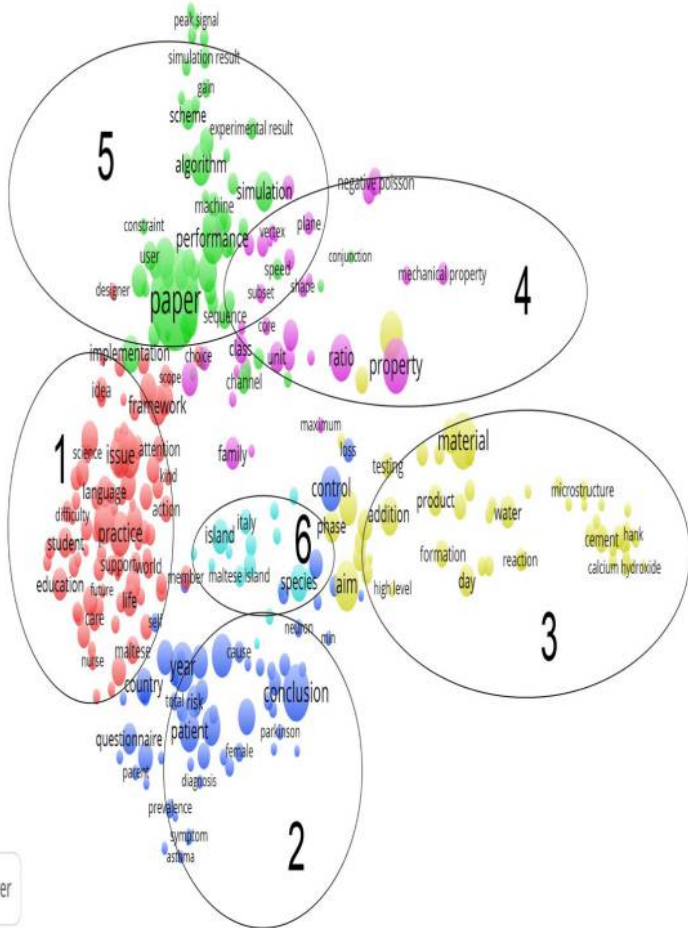 peak signal
simulation result
gain
scheme
experimental result
5
algorithm
simulation
negative poisson
machine
constraint
vertex
plane
performance
user
conjunction
speed
mechanical property
4
designer
subset
shape
paper
sequence
core
implementation
choice
class
unit
ratio
property
scope
channel
idea
framework
maximum
1
science
issue
attention
family
loss
material
kind
testing
language
control
microstructure
action
product
difficulty
practice
island
italy
6
phase
addition
water
student
cement
hank
support
world
member
maltese island
species
formation
reaction
calcium hydroxide
education
future
aim
high level
day
care
life
self
neuron
min
3
nurse
maltese
year
cause
country
total
risk
conclusion
questionnaire
patient
parkinson
female
parent
diagnosis
prevalence
symptom
2
asthma
er